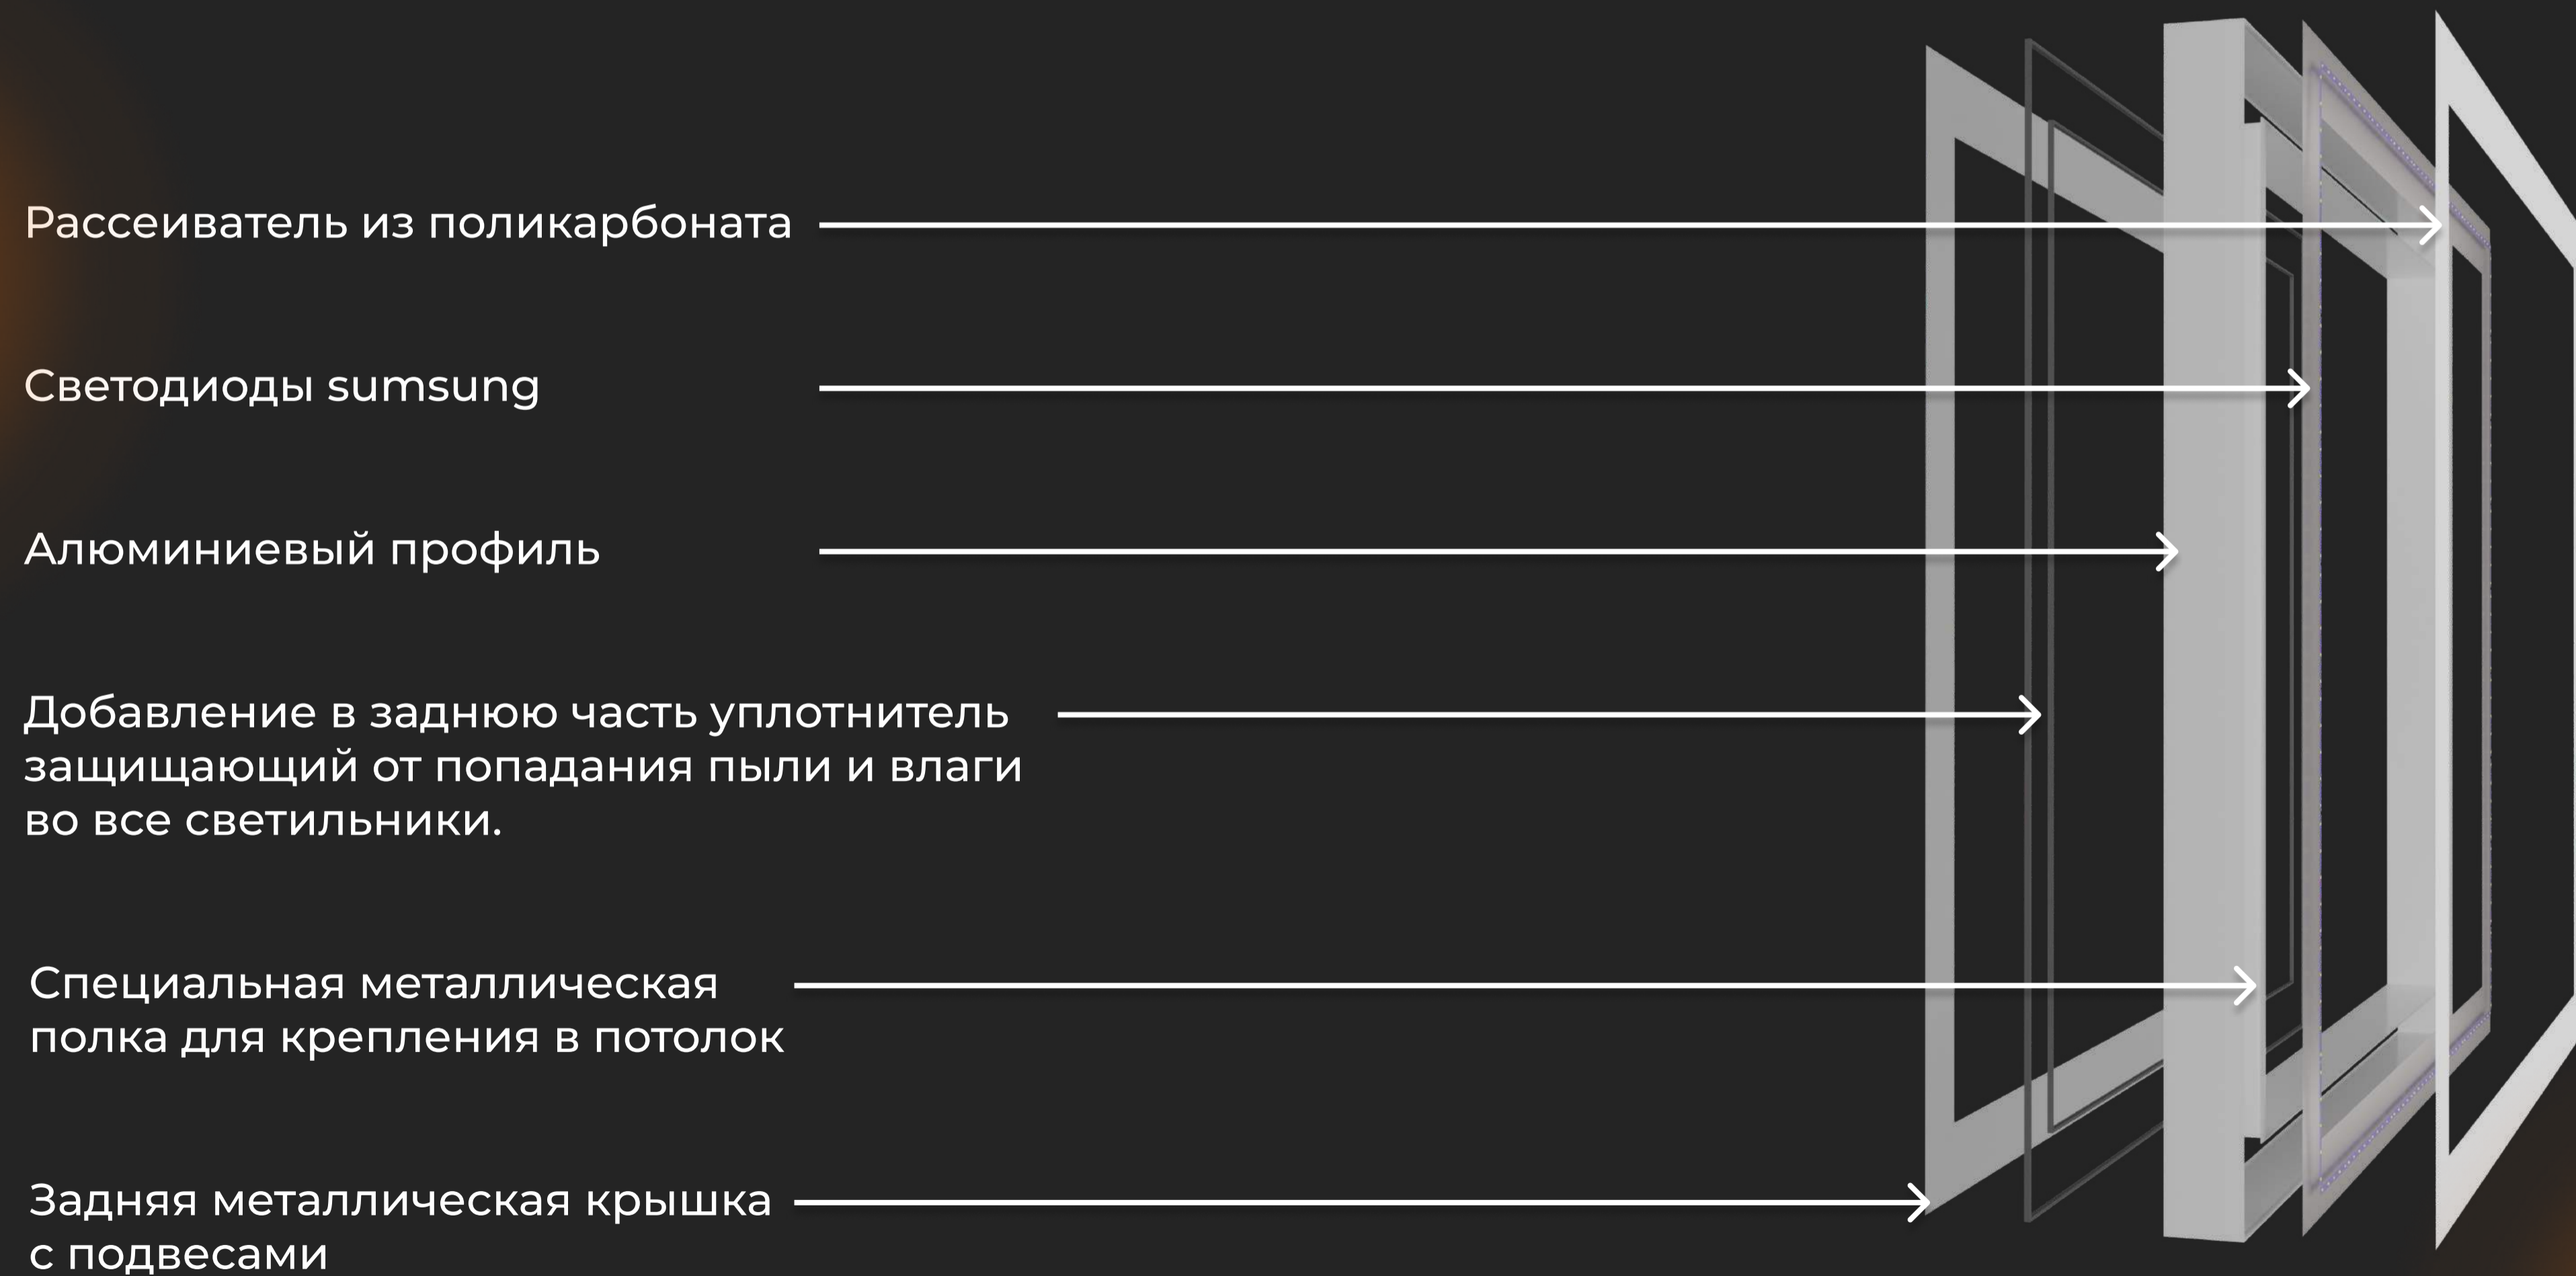 Рассеиватель из поликарбоната
Светодиоды sumsung
Алюминиевый профиль
Добавление в заднюю часть уплотнитель
защищающий от попадания пыли и влаги
во все светильники.
Специальная металлическая
полка для крепления в потолок
Задняя металлическая крышка
с подвесами